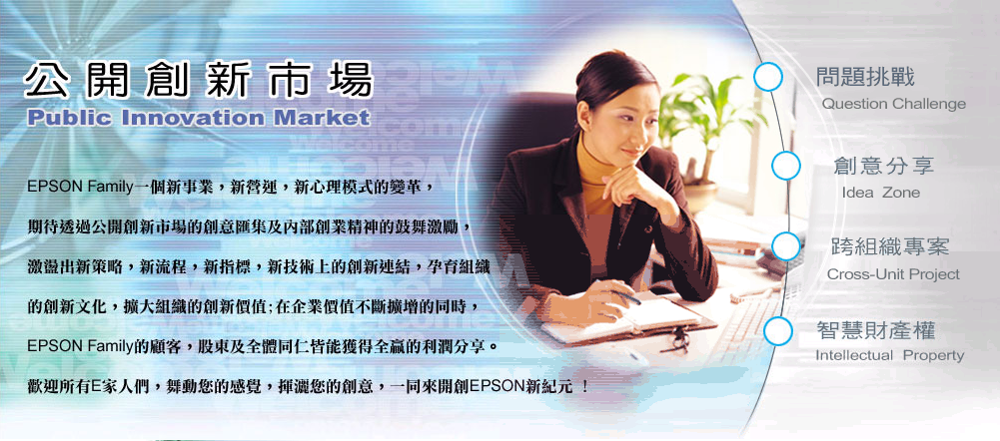 公開創新市場
Public Innovation Market
EPSON Family一個新事業，新營運，新心理模式的變革，
期待透過公開創新市場的創意匯集及內部創業精神的鼓舞激勵，
激盪出新策略，新流程，新指標，新技術上的創新連結，孕育組織
的創新文化，擴大組織的創新價值;在企業價值不斷擴增的同時，
EPSON Family的顧客，股東及全體同仁皆能獲得全贏的利潤分享。
歡迎所有E家人們，舞動您的感覺，揮灑您的創意，一同來開創EPSON新紀元 ！
問題挑戰
Question Challenge
創意分享
Idea Zone
跨組織專案
Cross-Unit Project
智慧財產權
Intellectual Property